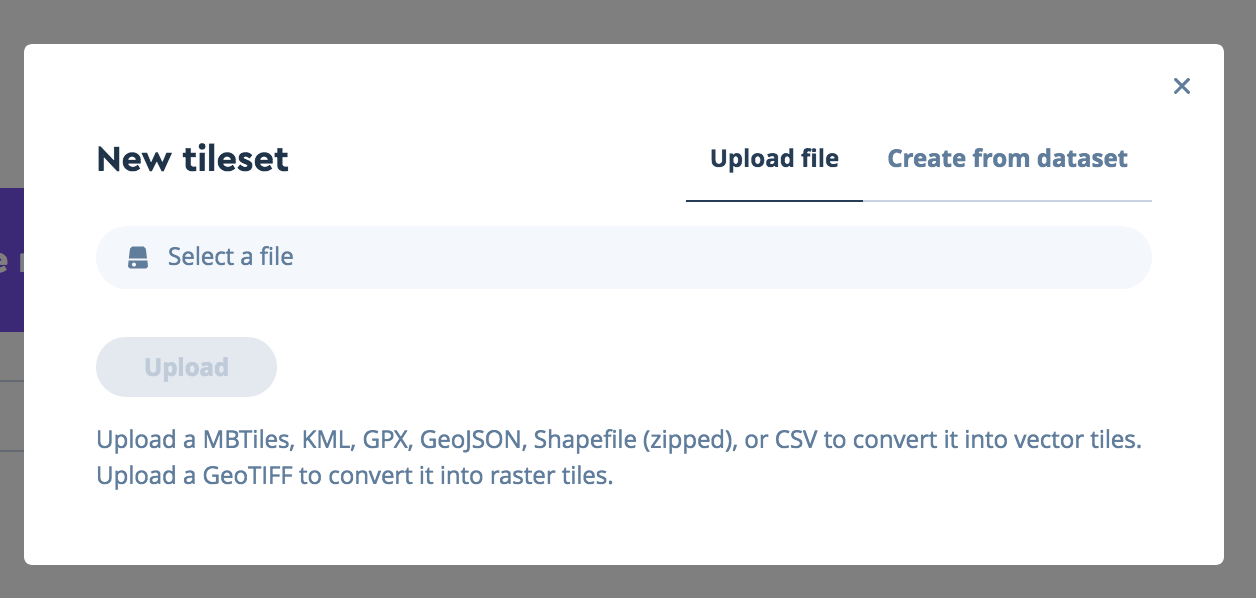 New tileset
Upload file
Create from dataset
Select a file
Upload
Upload a MBTiles, KML, GPX, GeoJSON, Shapefile (zipped), or CSV to convert it into vector tiles.
Upload a GeoTIFF to convert it into raster tiles.